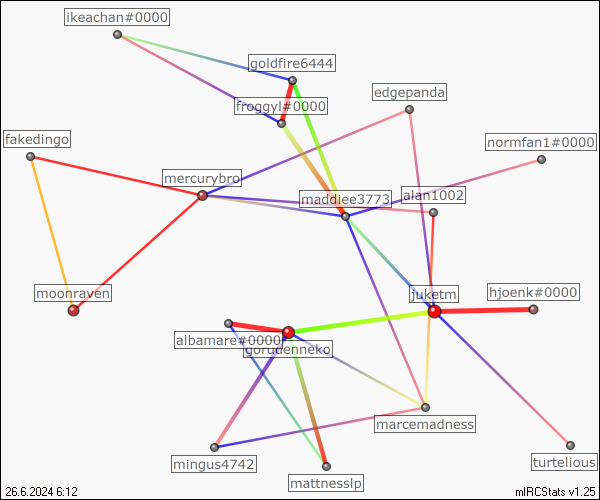 ikeachan#0000
goldfire6444
edgepanda
froggyl#0000
fakedingo
normfan1#0000
mercurybro
maddiee3773
alan1002
moonraven
juketm
hjoenk#0000
albamare#0000
gorudenneko
marcemadness
mingus4742
mattnesslp
turtelious
26.6.2024 6:12
mIRCStats v1.25